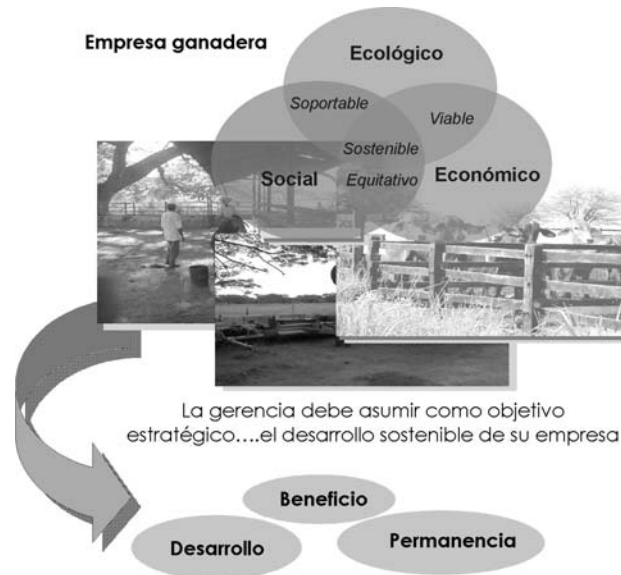 Empresa ganadera
Ecológico
Soportable
Viable
Sostenible
Social
Equitativo
Económico
La gerencia debe asumir como objetivo
estratégico....el desarrollo sostenible de su empresa
Beneficio
Desarrollo
Permanencia